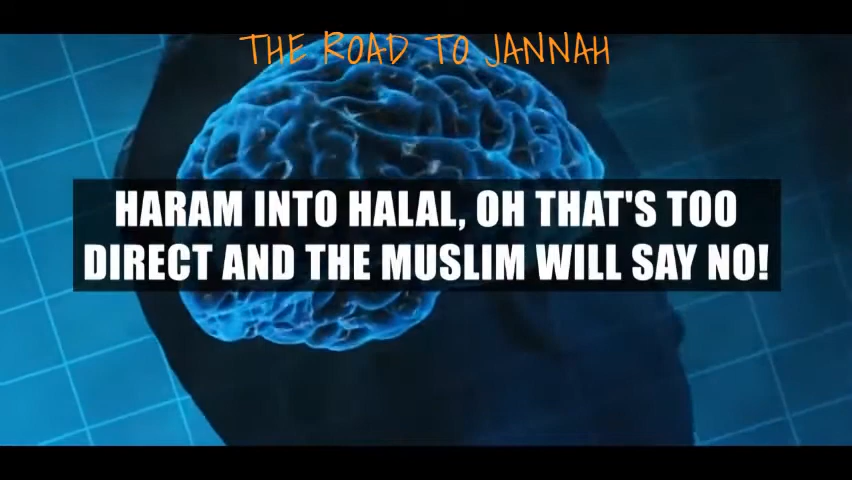 THE ROAD TO JANNAH
HARAM INTO HALAL, OH THAT'S TOO
DIRECT AND THE MUSLIM WILL SAY NO!